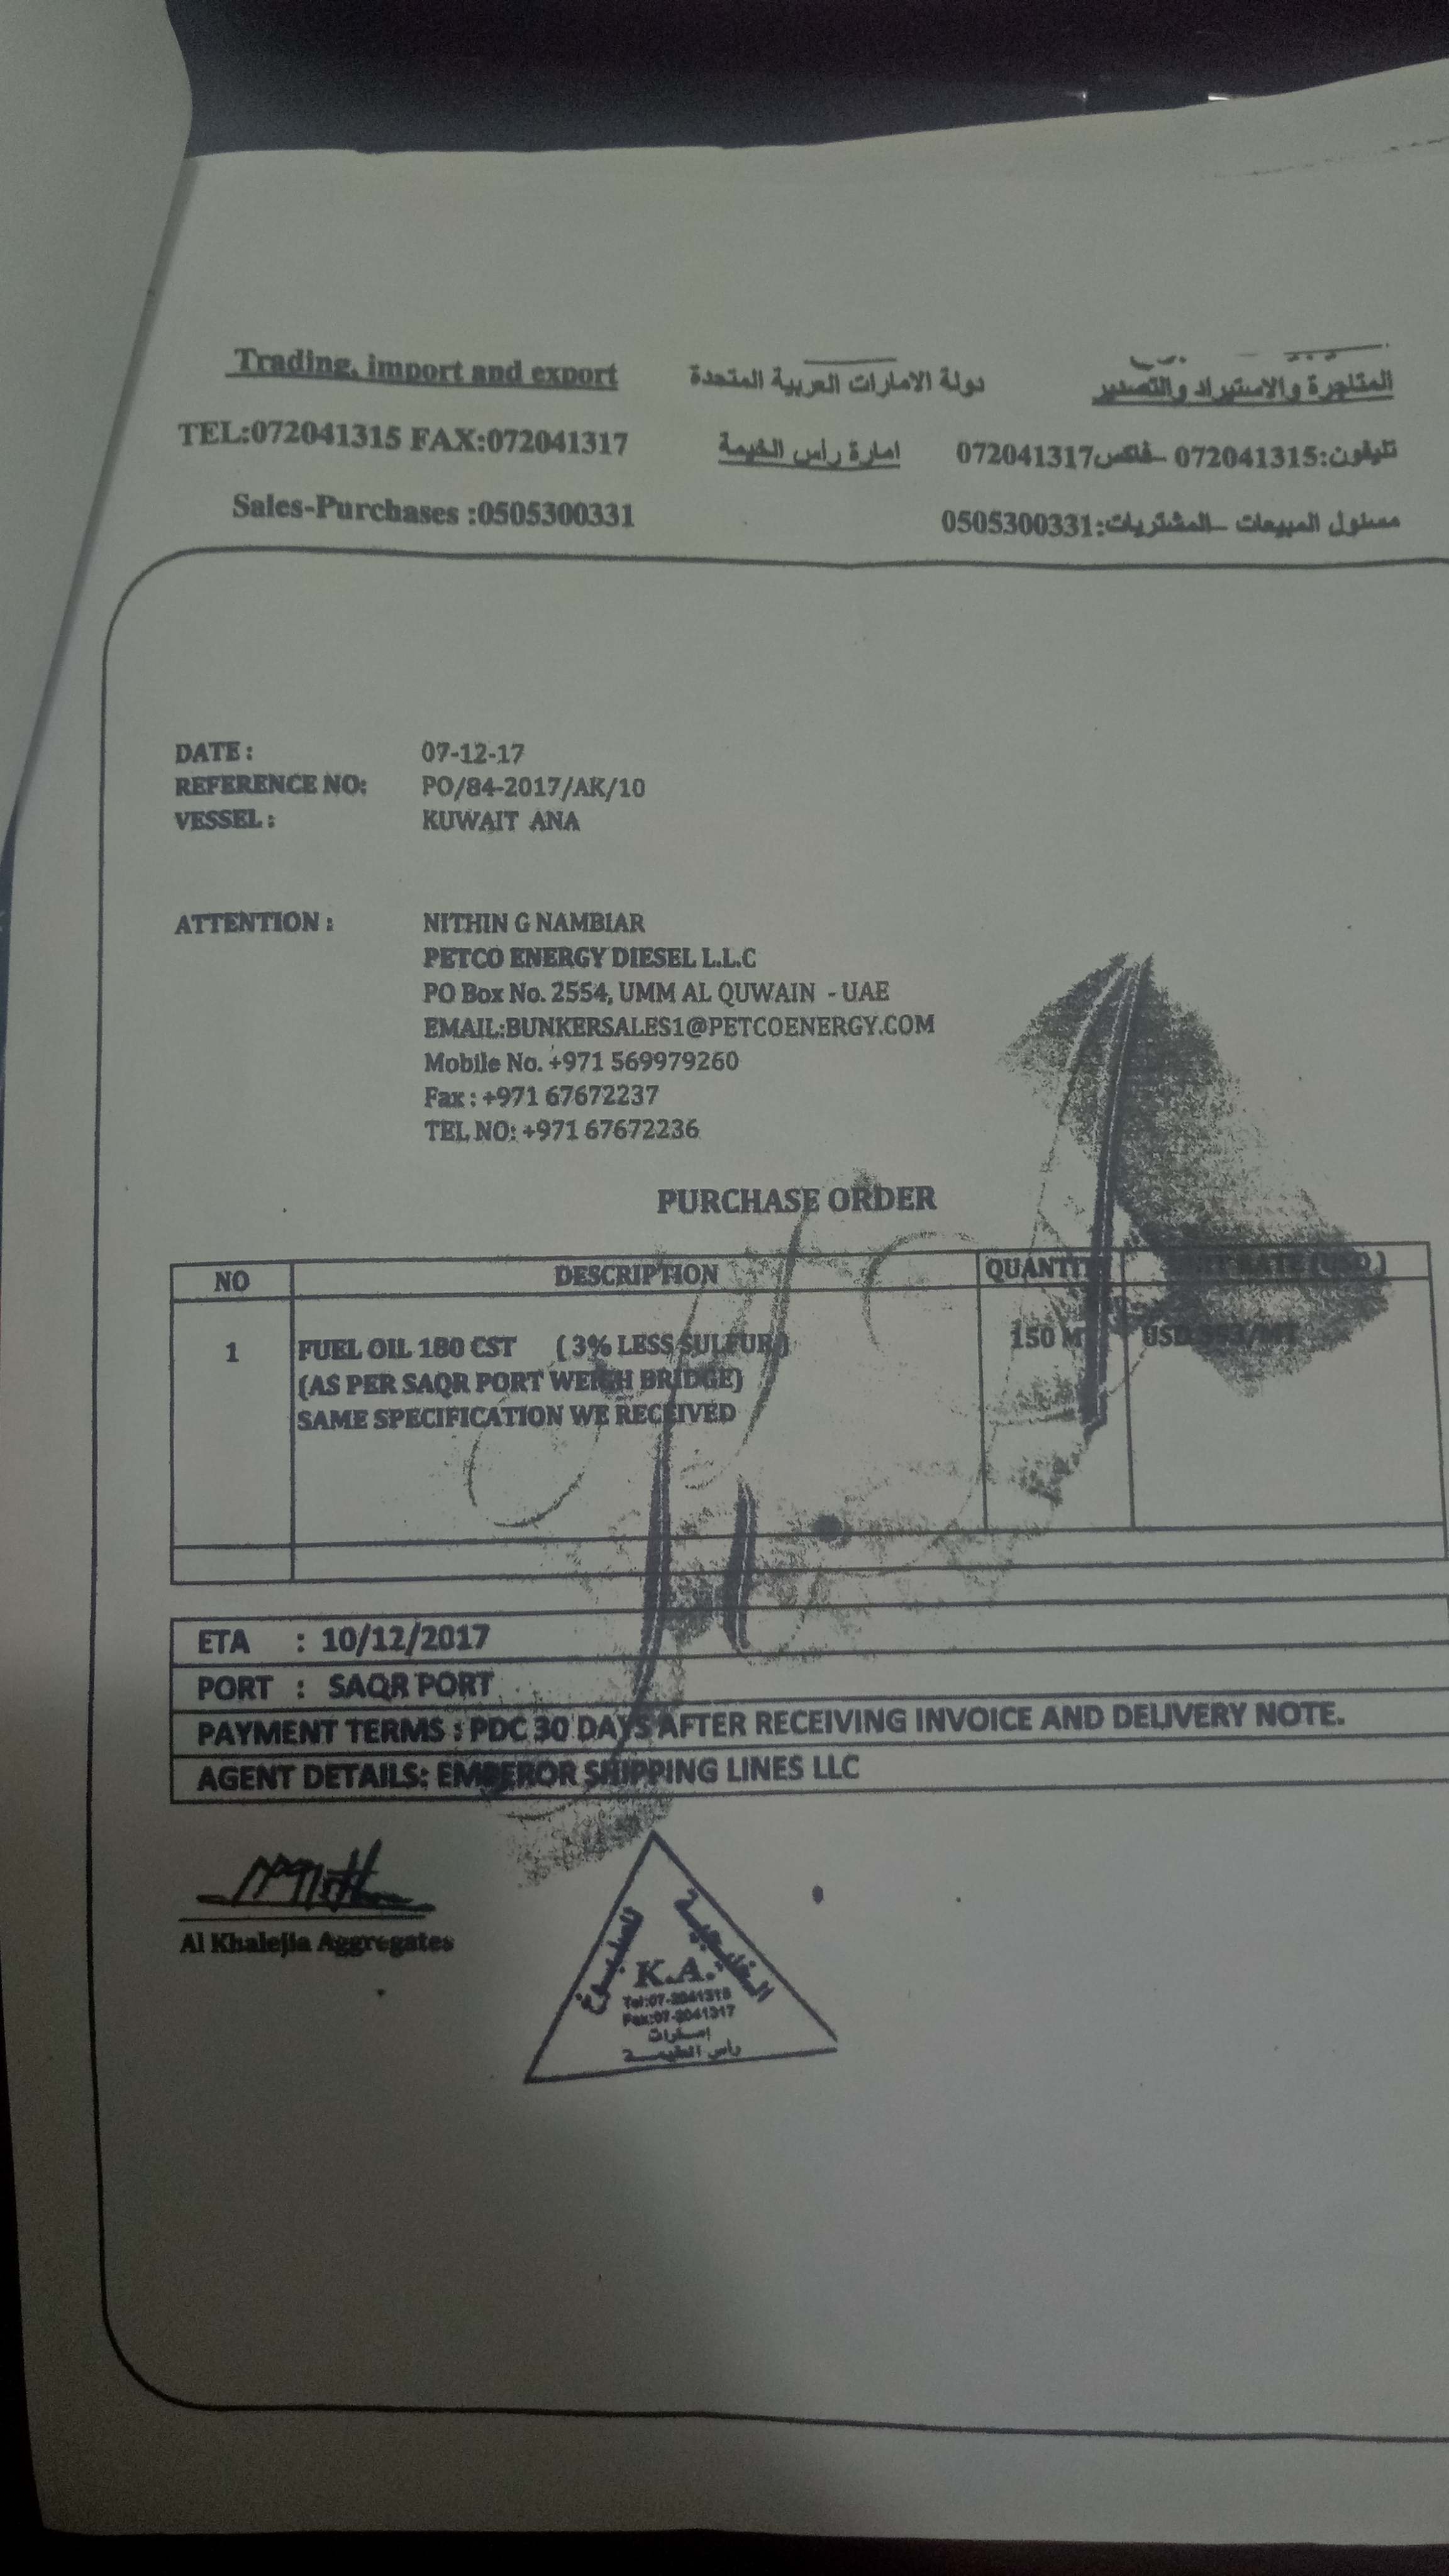 Trading, import and export
دولة الامارات العربية المتحدة
المتاجرة والاستيراد والتصدير
TEL:072041315 FAX:072041317
امارة رأس الخيمة
تليفون:072041315 -فاكس072041317
Sales-Purchases :0505300331
مسئول المبيعات -المشتريات:0505300331
DATE : 07-12-17
REFERENCE NO: PO/84-2017/AK/10
VESSEL : KUWAIT ANA
ATTENTION : NITHIN G NAMBIAR
PETCO ENERGY DIESEL L.L.C
PO Box No. 2554, UMM AL QUWAIN - UAE
EMAIL:BUNKERSALES1@PETCOENERGY.COM
Mobile No. +971 569979260
Fax : +971 67672237
TEL NO: +971 67672236
PURCHASE ORDER
NO DESCRIPTION QUANTITY RATE (USD)
1 FUEL OIL 180 CST ( 3% LESS SULFUR) 150 MT USD
(AS PER SAQR PORT WEIGH BRIDGE)
SAME SPECIFICATION WE RECEIVED
ETA : 10/12/2017
PORT : SAQR PORT
PAYMENT TERMS : PDC 30 DAYS AFTER RECEIVING INVOICE AND DELIVERY NOTE.
AGENT DETAILS: EMBEROR SHIPPING LINES LLC
Al Khalejia Aggregates
الخليجية
K.A.
Tel:07-2041315
Fax:07-2041317
إمارات
رأس الخيمة